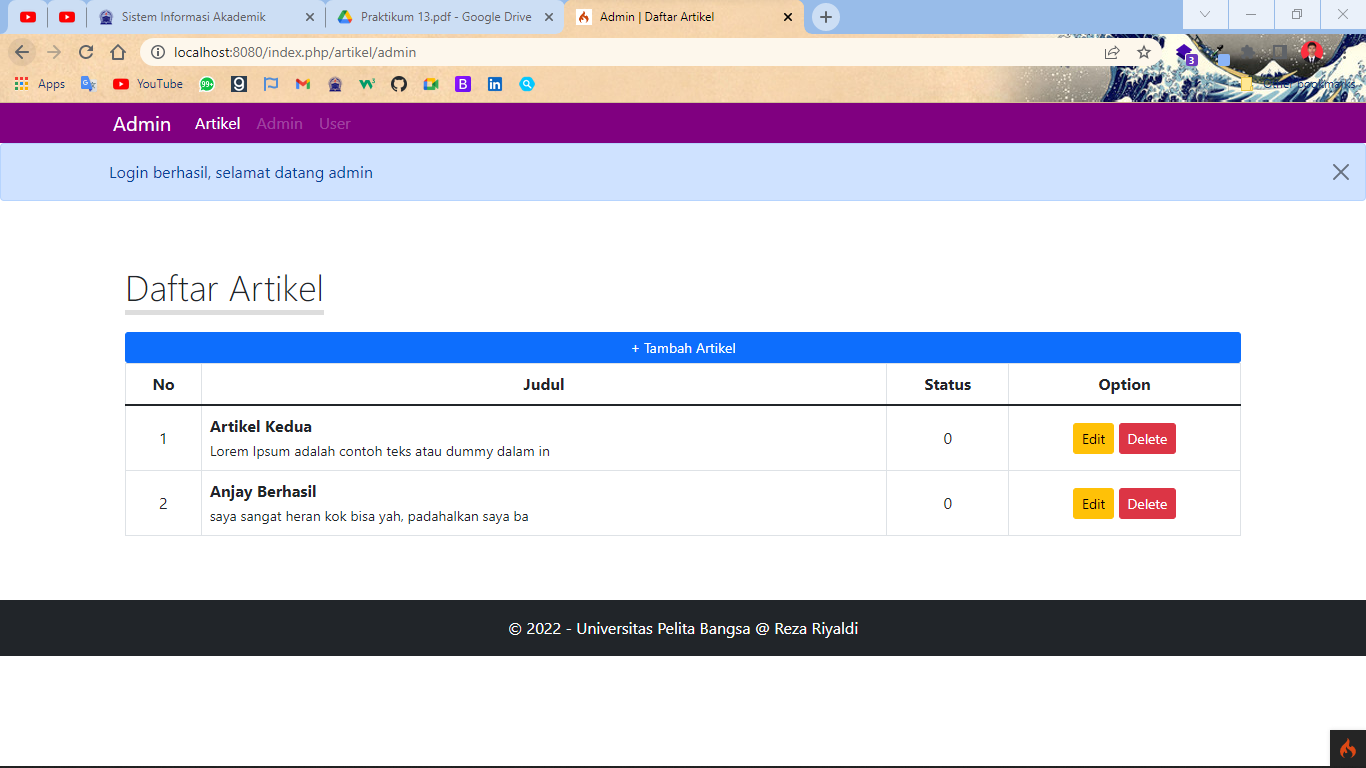 Sistem Informasi Akademik
Praktikum 13.pdf - Google Drive
Admin | Daftar Artikel
localhost:8080/index.php/artikel/admin
3
Apps
YouTube
99+
Other bookmarks
Admin Artikel Admin User
Login berhasil, selamat datang admin
Daftar Artikel
+ Tambah Artikel
No Judul Status Option
1 Artikel Kedua 0 Edit Delete
Lorem Ipsum adalah contoh teks atau dummy dalam in
2 Anjay Berhasil 0 Edit Delete
saya sangat heran kok bisa yah, padahalkan saya ba
© 2022 - Universitas Pelita Bangsa @ Reza Riyaldi